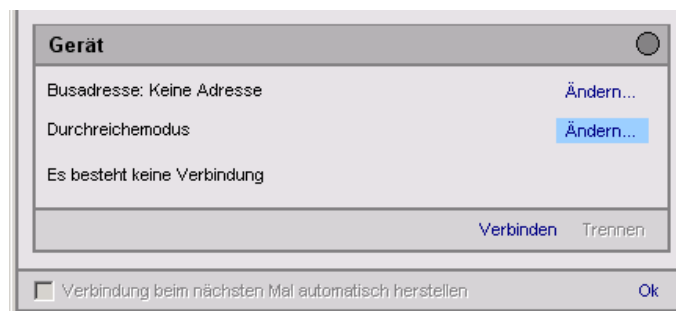 Gerät
Busadresse: Keine Adresse Ändern...
Durchreichemodus Ändern...
Es besteht keine Verbindung
Verbinden Trennen
Verbindung beim nächsten Mal automatisch herstellen Ok